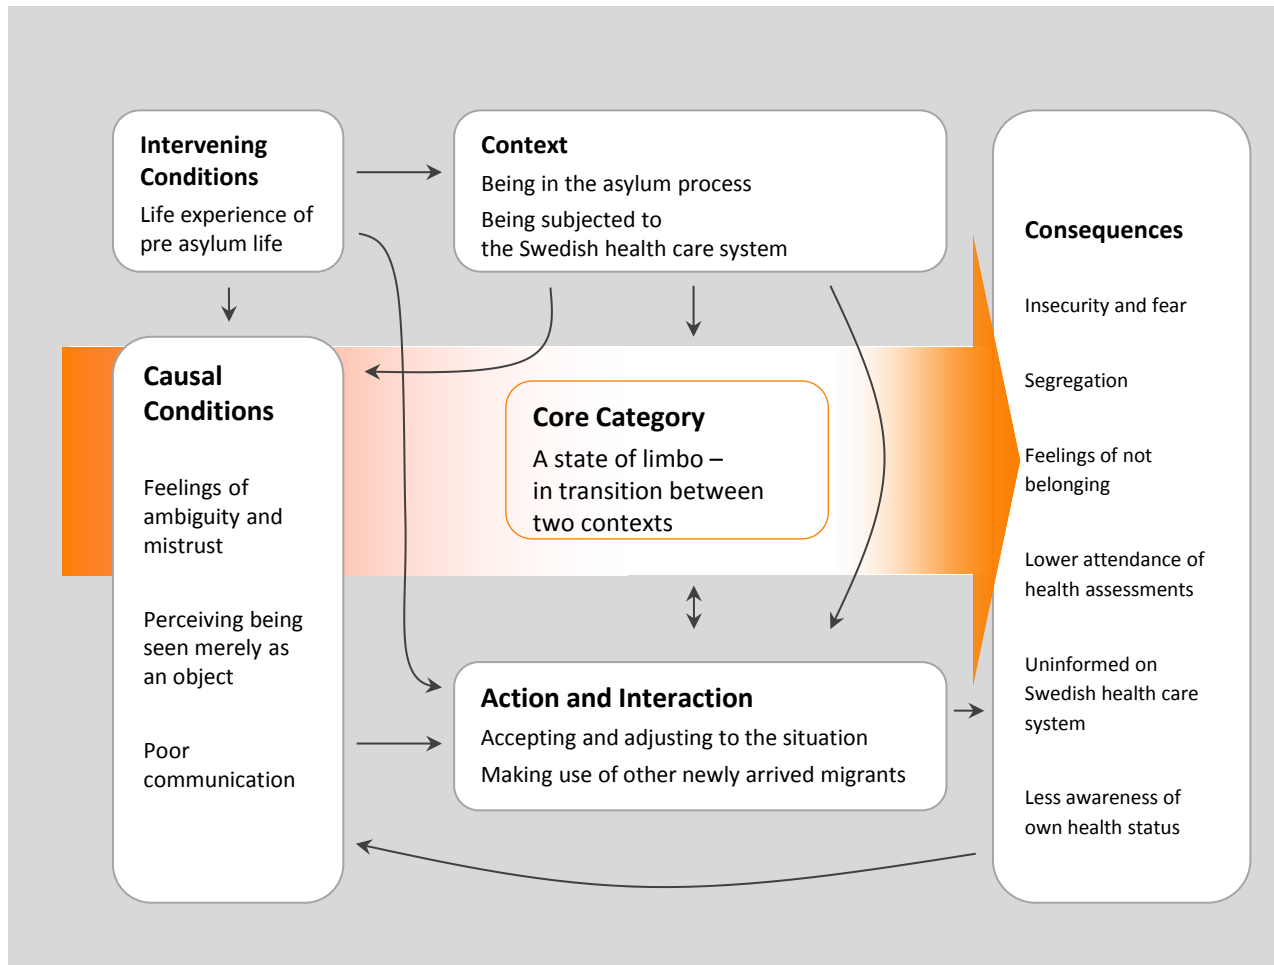 Intervening
Conditions
Life experience of
pre asylum life
Context
Being in the asylum process
Being subjected to
the Swedish health care system
Causal
Conditions
Feelings of
ambiguity and
mistrust
Perceiving being
seen merely as
an object
Poor
communication
Core Category
A state of limbo –
in transition between
two contexts
Action and Interaction
Accepting and adjusting to the situation
Making use of other newly arrived migrants
Consequences
Insecurity and fear
Segregation
Feelings of not
belonging
Lower attendance of
health assessments
Uninformed on
Swedish health care
system
Less awareness of
own health status